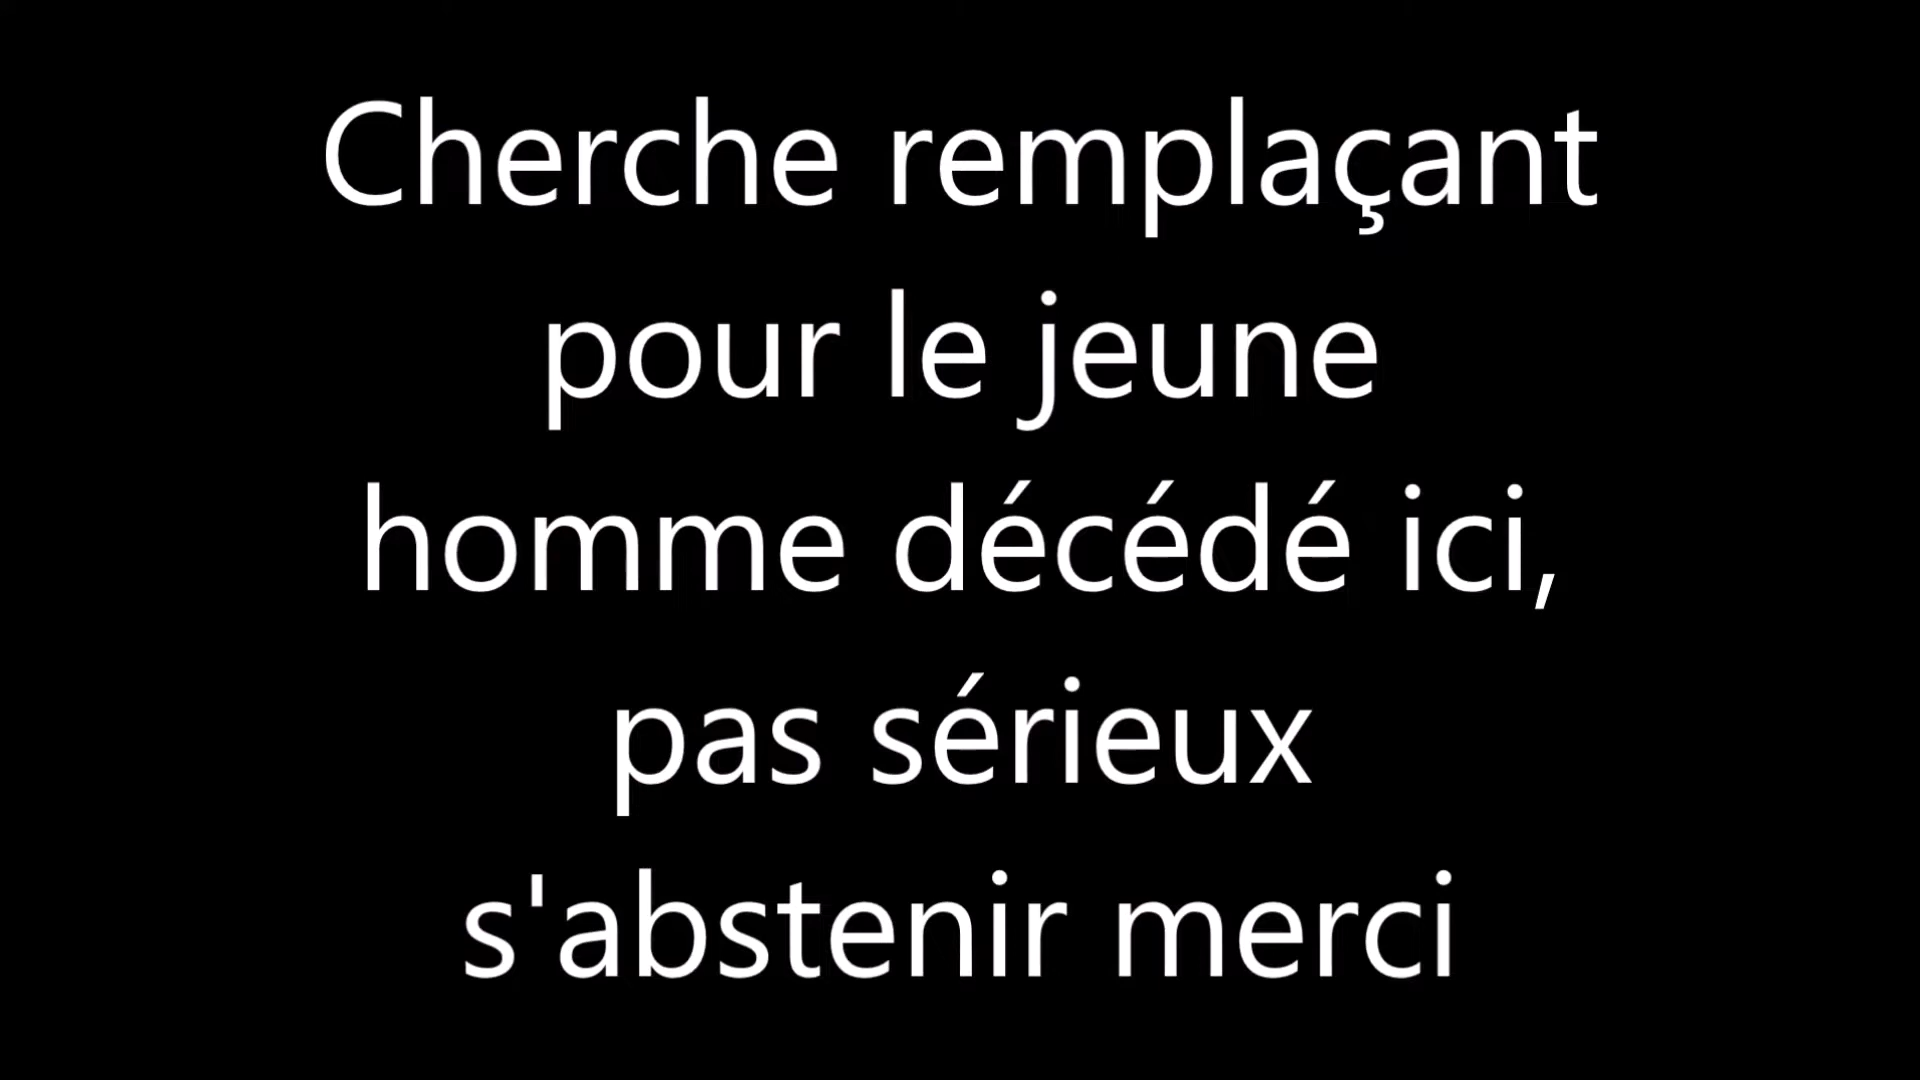 Cherche remplaçant
pour le jeune
homme décédé ici,
pas sérieux
s'abstenir merci